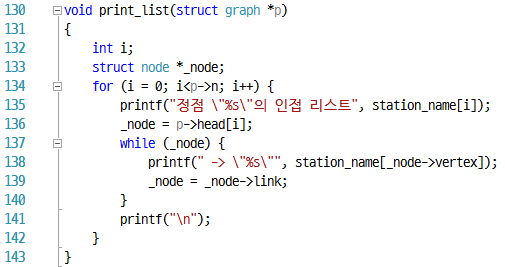 130 void print_list(struct graph *p)
131 {
132     int i;
133     struct node *_node;
134     for (i = 0; i<p->n; i++) {
135         printf("정점 \"%s\"의 인접 리스트", station_name[i]);
136         _node = p->head[i];
137         while (_node) {
138             printf(" -> \"%s\"", station_name[_node->vertex]);
139             _node = _node->link;
140         }
141         printf("\n");
142     }
143 }